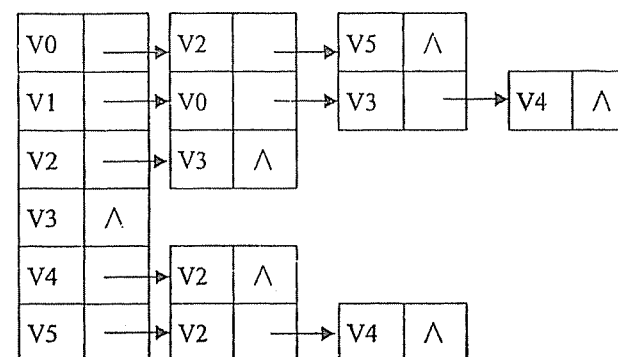 V0 V2 V5 ∧
V1 V0 V3 V4 ∧
V2 V3 ∧
V3 ∧
V4 V2 ∧
V5 V2 V4 ∧